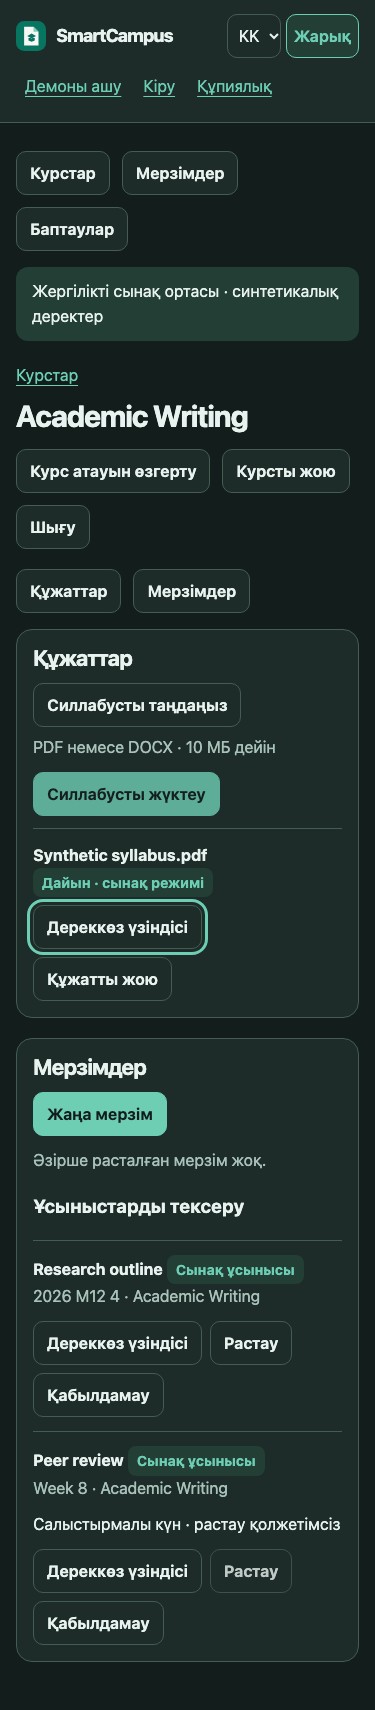 SmartCampus
KK
Жарық
Демоны ашу
Кіру
Құпиялық
Курстар
Мерзімдер
Баптаулар
Жергілікті сынақ ортасы · синтетикалық
деректер
Курстар
Academic Writing
Курс атауын өзгерту
Курсты жою
Шығу
Құжаттар
Мерзімдер
Құжаттар
Силлабусты таңдаңыз
PDF немесе DOCX · 10 МБ дейін
Силлабусты жүктеу
Synthetic syllabus.pdf
Дайын · сынақ режимі
Дереккөз үзіндісі
Құжатты жою
Мерзімдер
Жаңа мерзім
Әзірше расталған мерзім жоқ.
Ұсыныстарды тексеру
Research outline Сынақ ұсынысы
2026 M12 4 · Academic Writing
Дереккөз үзіндісі
Растау
Қабылдамау
Peer review Сынақ ұсынысы
Week 8 · Academic Writing
Салыстырмалы күн · растау қолжетімсіз
Дереккөз үзіндісі
Растау
Қабылдамау